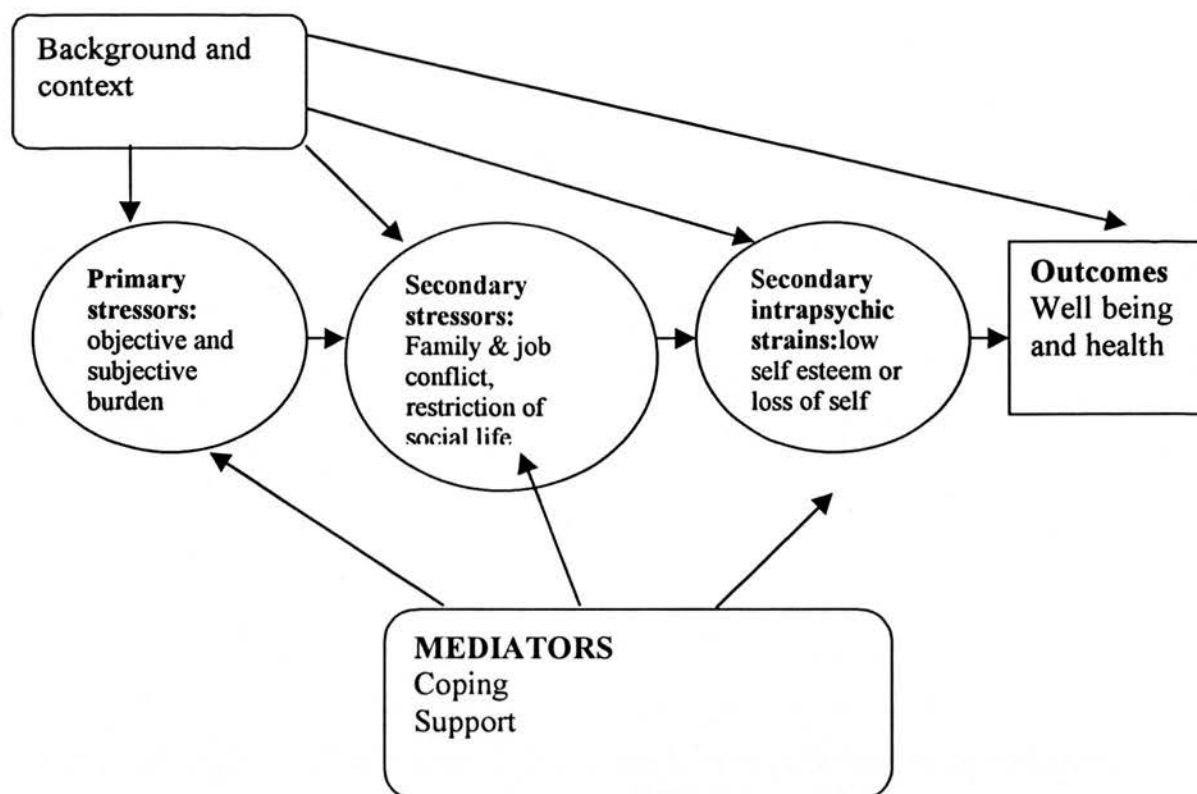 Background and
context
Primary
stressors:
objective and
subjective
burden
Secondary
stressors:
Family & job
conflict,
restriction of
social life
Secondary
intrapsychic
strains:low
self esteem or
loss of self
Outcomes
Well being
and health
MEDIATORS
Coping
Support